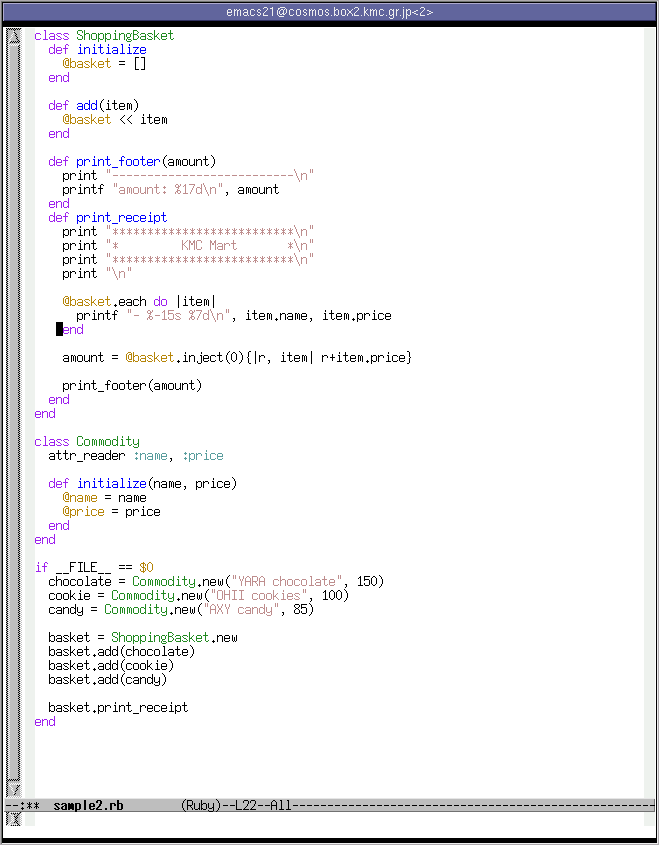 emacs21@cosmos.box2.kmc.gr.jp<2>
class ShoppingBasket
  def initialize
    @basket = []
  end

  def add(item)
    @basket << item
  end

  def print_footer(amount)
    print "--------------------------\n"
    printf "amount: %17d\n", amount
  end
  def print_receipt
    print "**************************\n"
    print "*         KMC Mart       *\n"
    print "**************************\n"
    print "\n"

    @basket.each do |item|
      printf "- %-15s %7d\n", item.name, item.price
    end

    amount = @basket.inject(0){|r, item| r+item.price}

    print_footer(amount)
  end
end

class Commodity
  attr_reader :name, :price

  def initialize(name, price)
    @name = name
    @price = price
  end
end

if __FILE__ == $0
  chocolate = Commodity.new("YARA chocolate", 150)
  cookie = Commodity.new("OHII cookies", 100)
  candy = Commodity.new("AXY candy", 85)

  basket = ShoppingBasket.new
  basket.add(chocolate)
  basket.add(cookie)
  basket.add(candy)

  basket.print_receipt
end
--:**  sample2.rb        (Ruby)--L22--All----------------------------------------------------